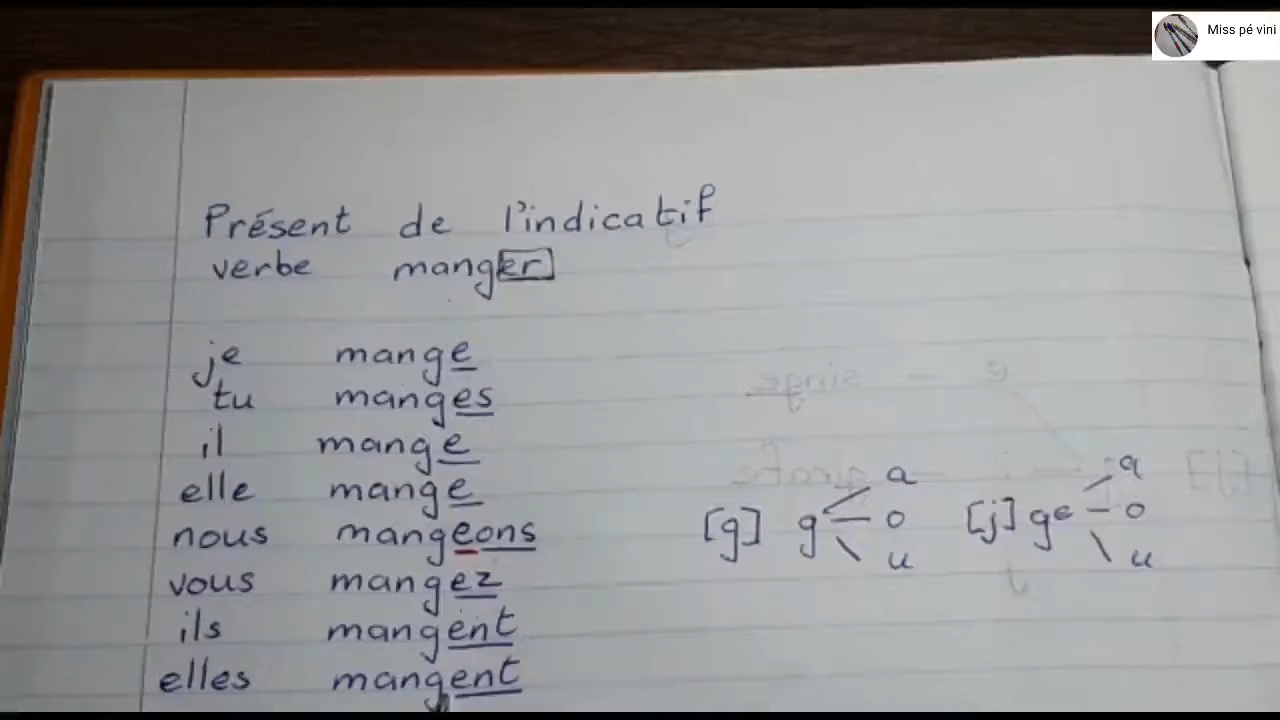 Miss pé vini
Présent de l'indicatif
verbe manger
je mange
tu manges
il mange
elle mange
nous mangeons
vous mangez
ils mangent
elles mangent
[g] g a
o
u
[j] ge a
o
u